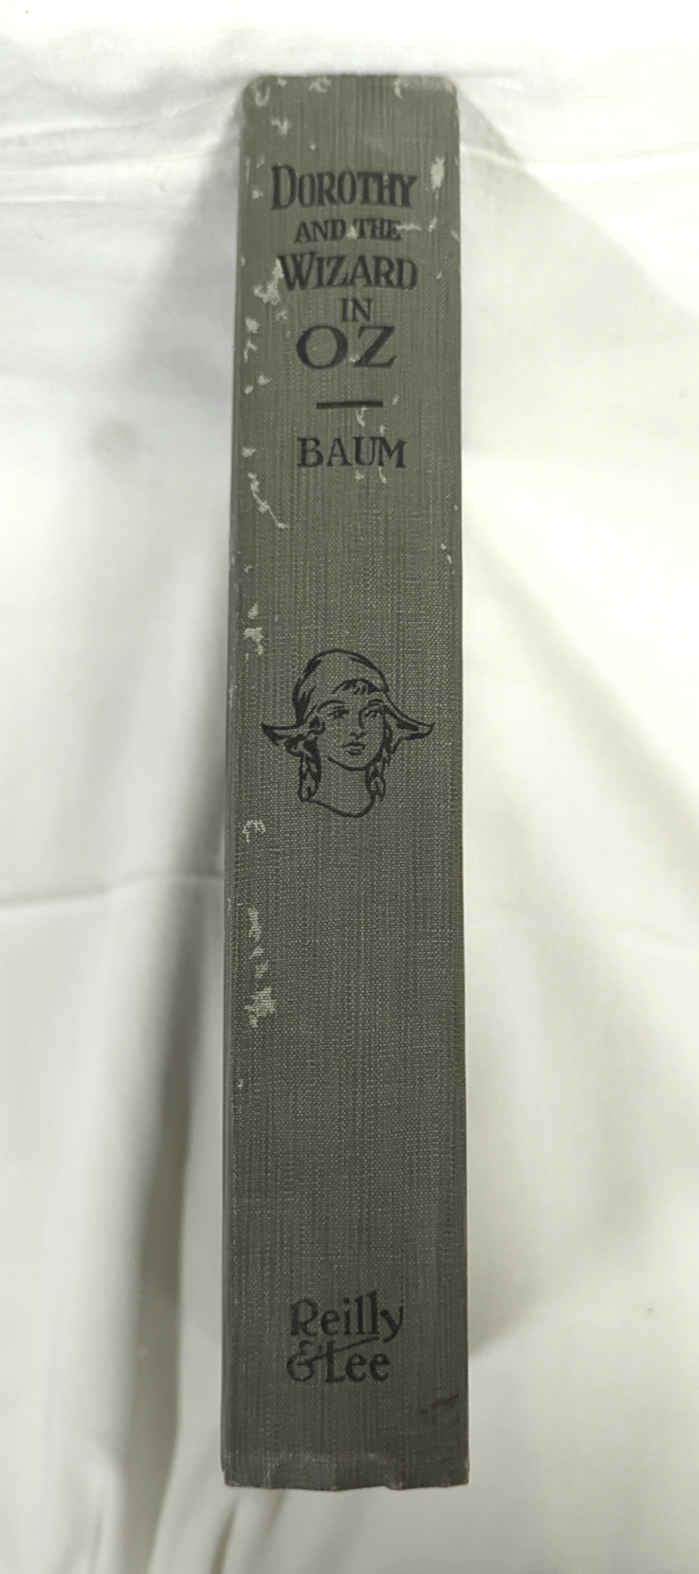 DOROTHY
AND THE
WIZARD
IN
OZ
BAUM
Reilly
& Lee